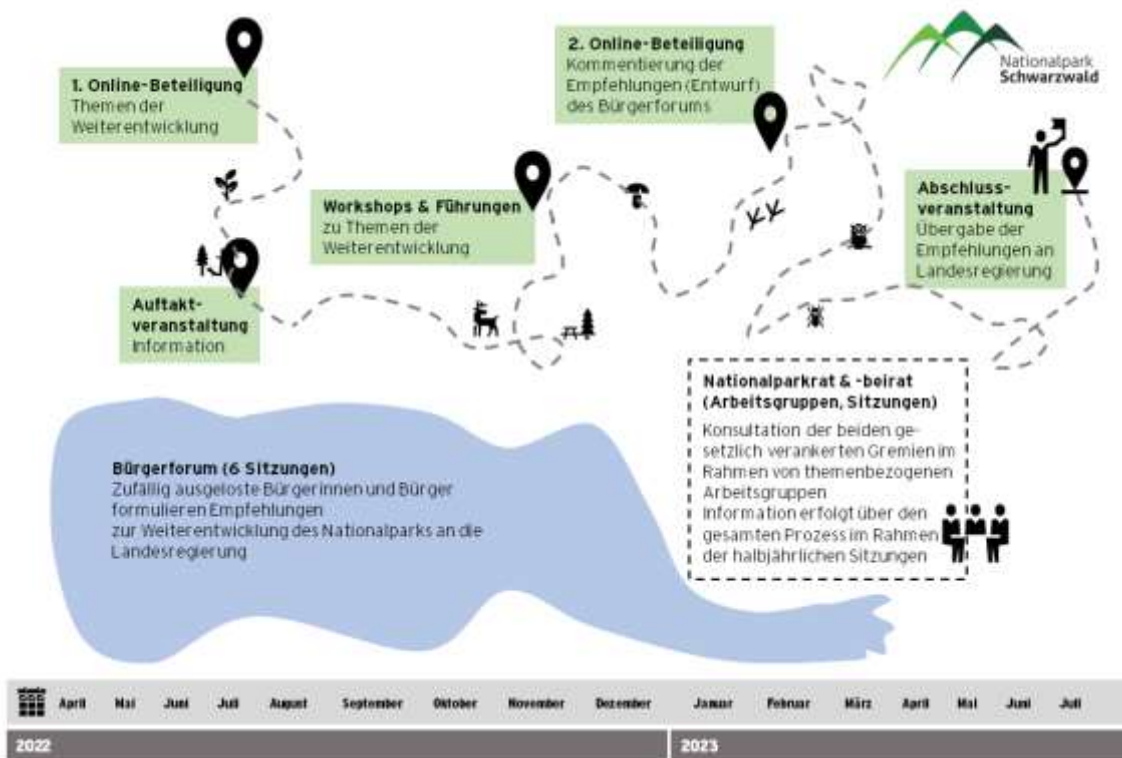 1. Online-Beteiligung
Themen der
Weiterentwicklung
2. Online-Beteiligung
Kommentierung der
Empfehlungen (Entwurf)
des Bürgerforums
Nationalpark
Schwarzwald
Workshops & Führungen
zu Themen der
Weiterentwicklung
Abschluss-
veranstaltung
Übergabe der
Empfehlungen an
Landesregierung
Auftakt-
veranstaltung
Information
Nationalparkrat & -beirat
(Arbeitsgruppen, Sitzungen)
Konsultation der beiden ge-
setzlich verankerten Gremien im
Rahmen von themenbezogenen
Arbeitsgruppen
Information erfolgt über den
gesamten Prozess im Rahmen
der halbjährlichen Sitzungen
Bürgerforum (6 Sitzungen)
Zufällig ausgeloste Bürgerinnen und Bürger
formulieren Empfehlungen
zur Weiterentwicklung des Nationalparks an die
Landesregierung
April Mai Juni Juli August September Oktober November Dezember Januar Februar März April Mai Juni Juli
2022 2023